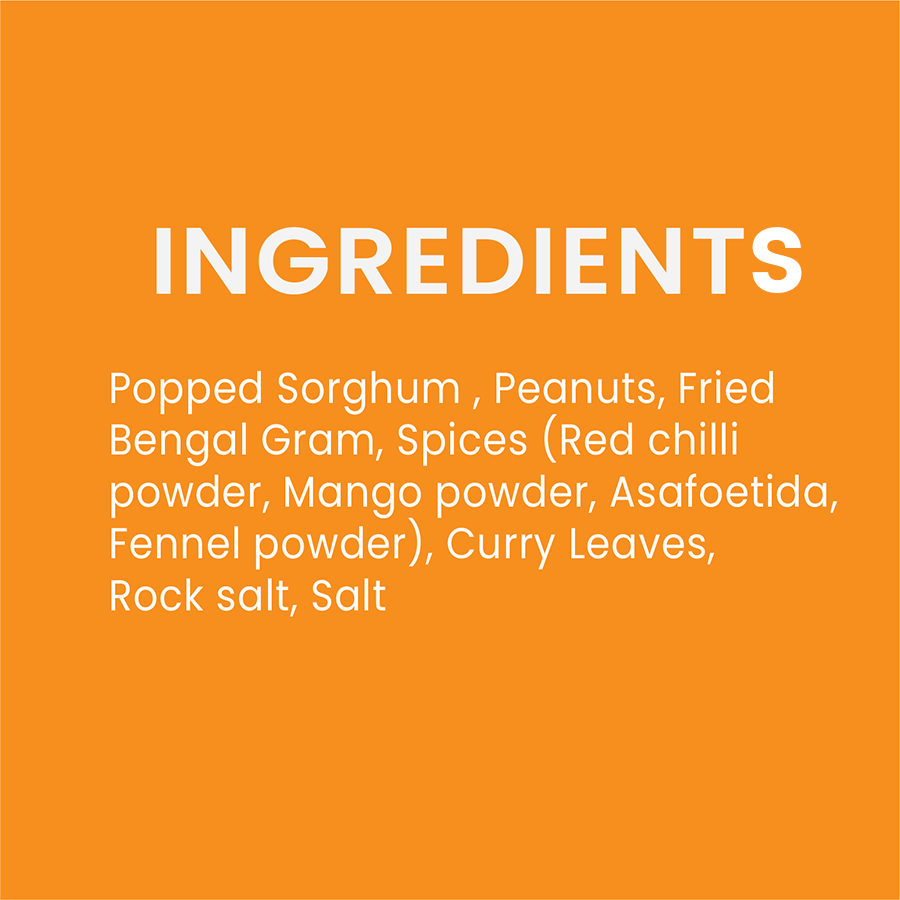 INGREDIENTS
Popped Sorghum , Peanuts, Fried
Bengal Gram, Spices (Red chilli
powder, Mango powder, Asafoetida,
Fennel powder), Curry Leaves,
Rock salt, Salt